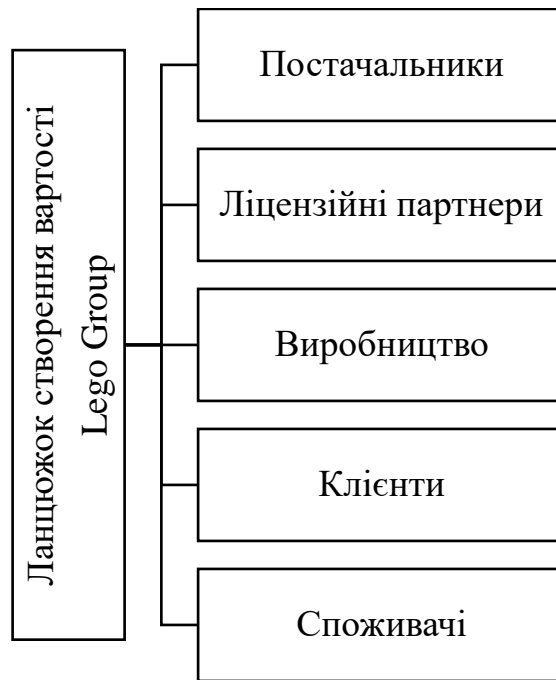 Ланцюжок створення вартості
Lego Group
Постачальники
Ліцензійні партнери
Виробництво
Клієнти
Споживачі